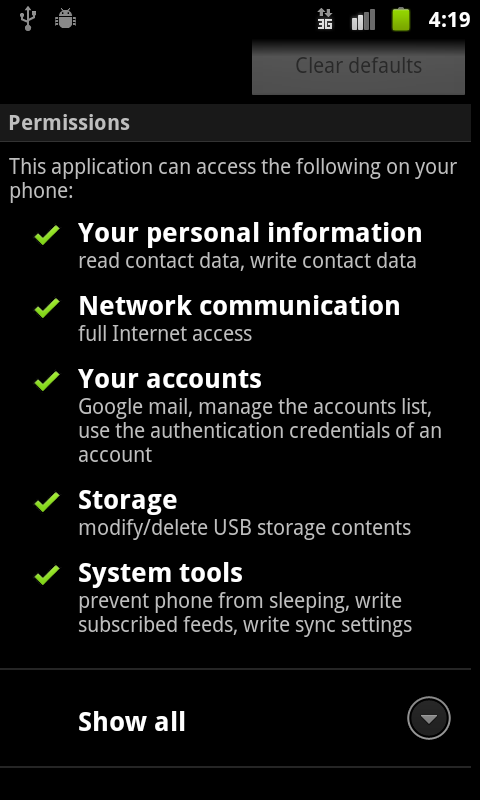 3G
4:19
Clear defaults
Permissions
This application can access the following on your
phone:
Your personal information
read contact data, write contact data
Network communication
full Internet access
Your accounts
Google mail, manage the accounts list,
use the authentication credentials of an
account
Storage
modify/delete USB storage contents
System tools
prevent phone from sleeping, write
subscribed feeds, write sync settings
Show all